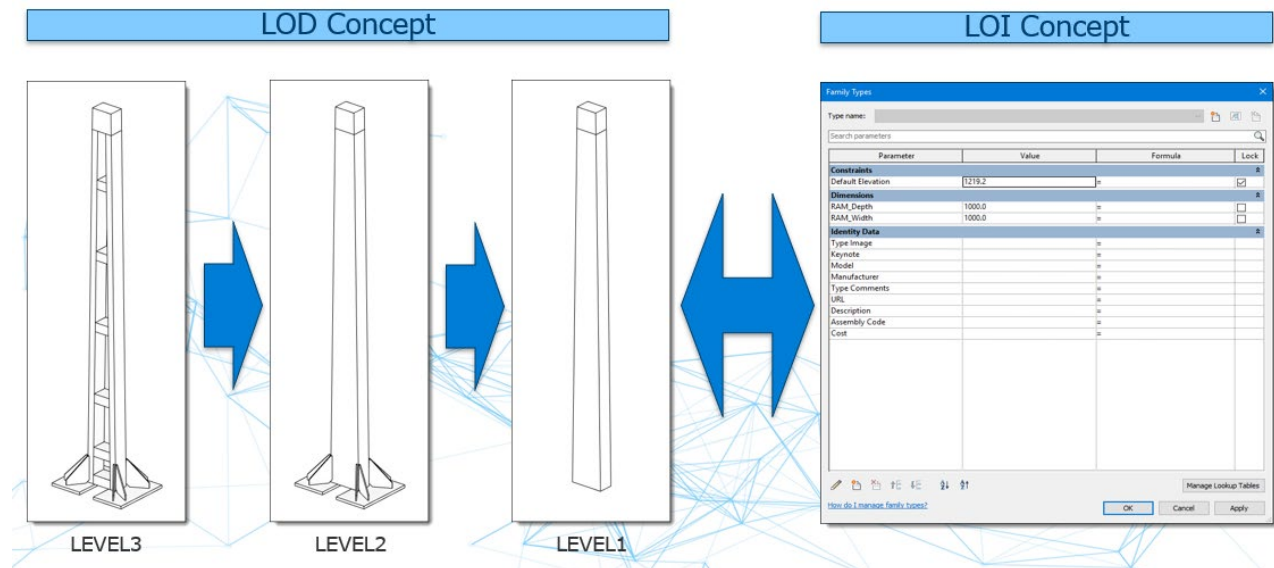 LOD Concept
LOI Concept
Family Types
Type name:
Search parameters
Parameter Value Formula Lock
Constraints
Default Elevation 1219.2 =
Dimensions
RAM_Depth 1000.0 =
RAM_Width 1000.0 =
Identity Data
Type Image =
Keynote =
Model =
Manufacturer =
Type Comments =
URL =
Description =
Assembly Code =
Cost =
Manage Lookup Tables
How do I manage family types?
OK Cancel Apply
LEVEL3 LEVEL2 LEVEL1